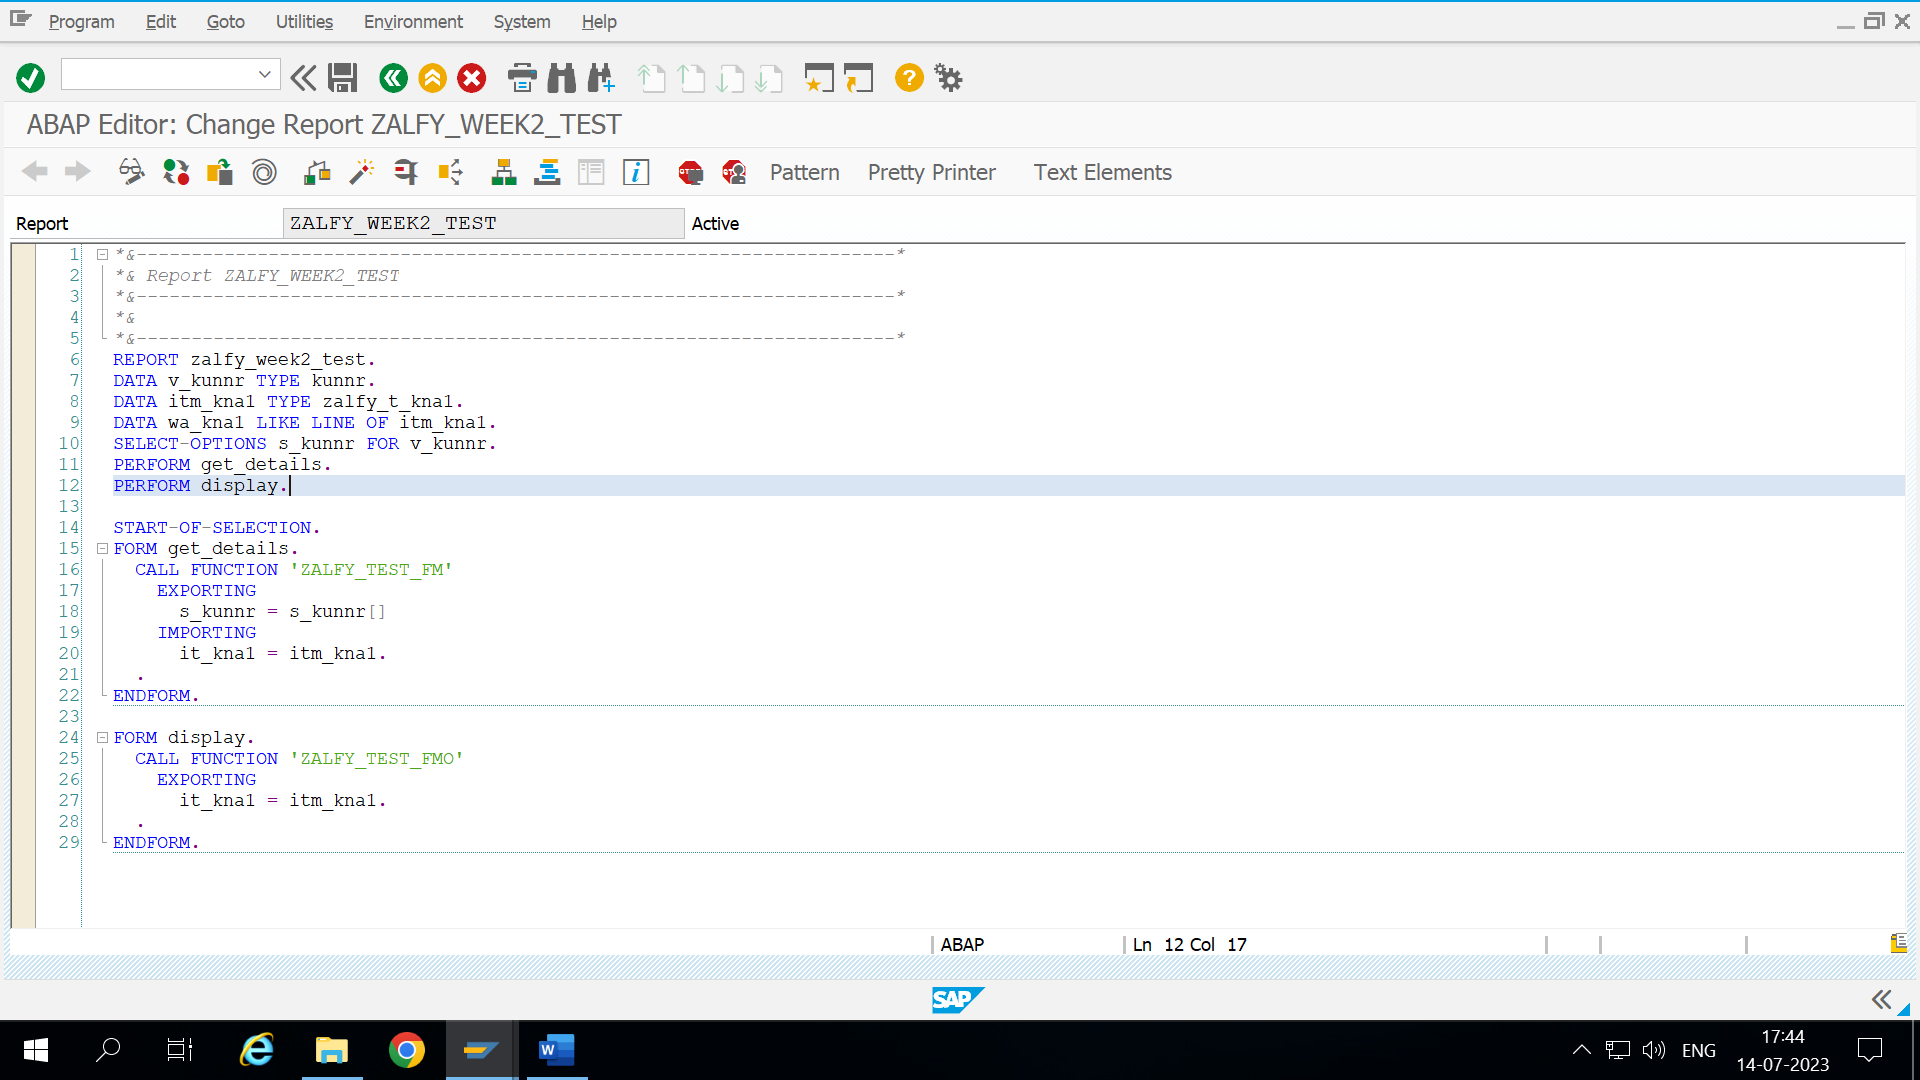 Program Edit Goto Utilities Environment System Help
ABAP Editor: Change Report ZALFY_WEEK2_TEST
Pattern Pretty Printer Text Elements
Report ZALFY_WEEK2_TEST Active
1 *&---------------------------------------------------------------------*
2 *& Report ZALFY_WEEK2_TEST
3 *&---------------------------------------------------------------------*
4 *&
5 *&---------------------------------------------------------------------*
6 REPORT zalfy_week2_test.
7 DATA v_kunnr TYPE kunnr.
8 DATA itm_kna1 TYPE zalfy_t_kna1.
9 DATA wa_kna1 LIKE LINE OF itm_kna1.
10 SELECT-OPTIONS s_kunnr FOR v_kunnr.
11 PERFORM get_details.
12 PERFORM display.
13
14 START-OF-SELECTION.
15 FORM get_details.
16 CALL FUNCTION 'ZALFY_TEST_FM'
17 EXPORTING
18 s_kunnr = s_kunnr[]
19 IMPORTING
20 it_kna1 = itm_kna1.
21 .
22 ENDFORM.
23
24 FORM display.
25 CALL FUNCTION 'ZALFY_TEST_FMO'
26 EXPORTING
27 it_kna1 = itm_kna1.
28 .
29 ENDFORM.
ABAP Ln 12 Col 17
SAP
ENG 17:44
14-07-2023